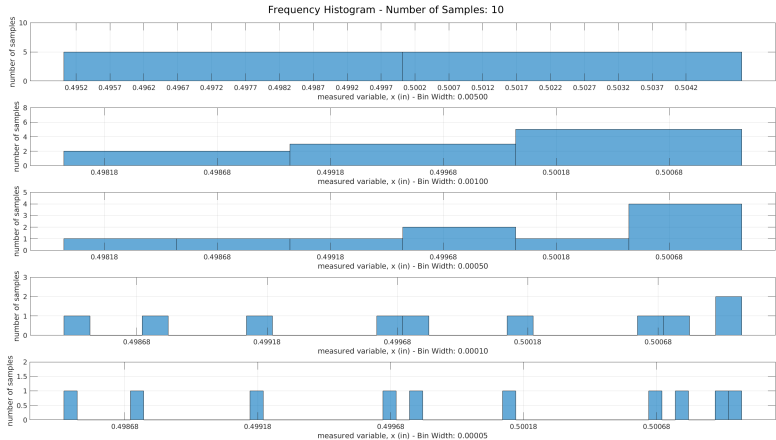 Frequency Histogram - Number of Samples: 10
number of samples
10
5
0
0.4952 0.4957 0.4962 0.4967 0.4972 0.4977 0.4982 0.4987 0.4992 0.4997 0.5002 0.5007 0.5012 0.5017 0.5022 0.5027 0.5032 0.5037 0.5042
measured variable, x (in) - Bin Width: 0.00500
number of samples
8
6
4
2
0
0.49818 0.49868 0.49918 0.49968 0.50018 0.50068
measured variable, x (in) - Bin Width: 0.00100
number of samples
5
4
3
2
1
0
0.49818 0.49868 0.49918 0.49968 0.50018 0.50068
measured variable, x (in) - Bin Width: 0.00050
number of samples
3
2
1
0
0.49868 0.49918 0.49968 0.50018 0.50068
measured variable, x (in) - Bin Width: 0.00010
number of samples
2
1.5
1
0.5
0
0.49868 0.49918 0.49968 0.50018 0.50068
measured variable, x (in) - Bin Width: 0.00005